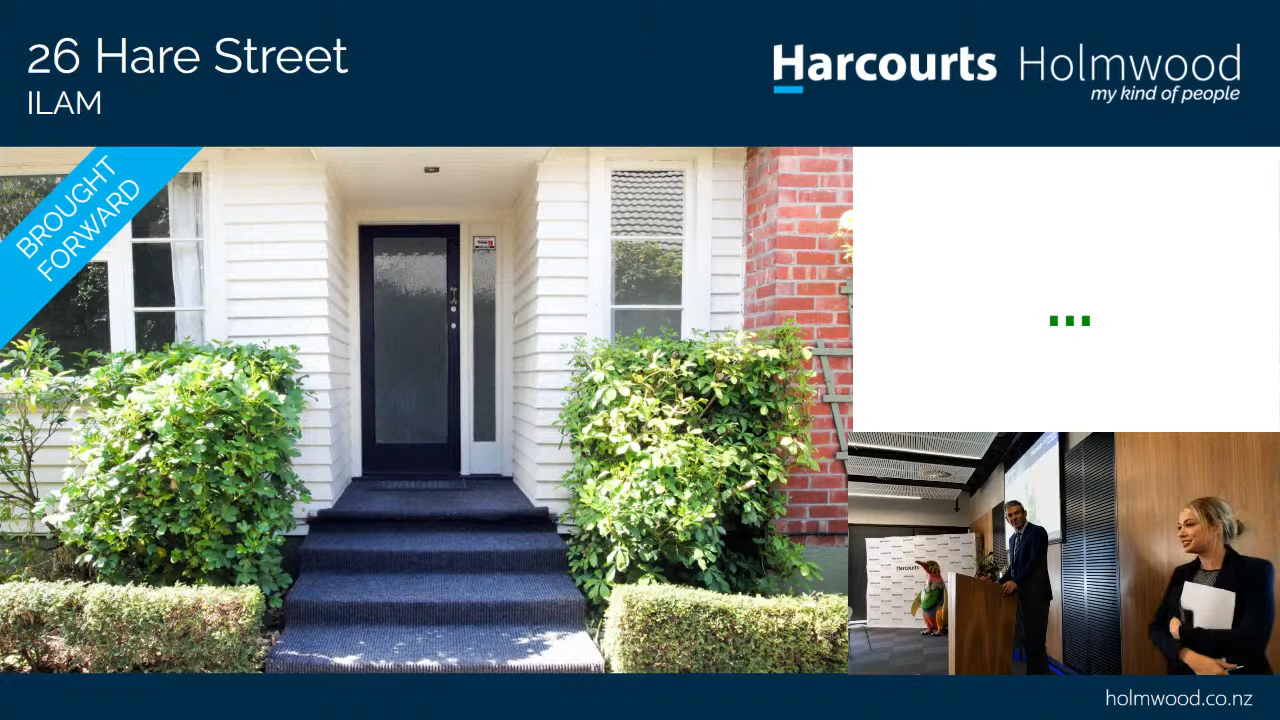 26 Hare Street
ILAM
Harcourts Holmwood
my kind of people
BROUGHT
FORWARD
...
Harcourts
holmwood.co.nz